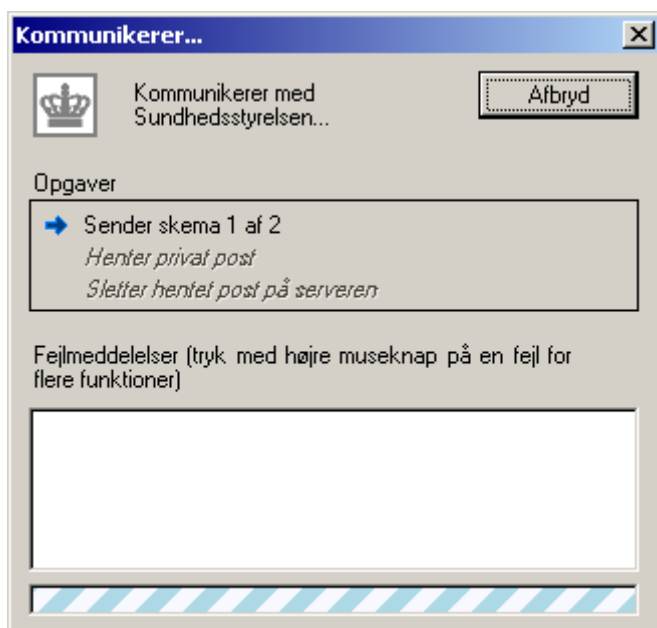 Kommunikerer...
Kommunikerer med
Sundhedsstyrelsen...
Afbryd
Opgaver
Sender skema 1 af 2
Henter privat post
Sletter hentet post på serveren
Fejlmeddelelser (tryk med højre museknap på en fejl for
flere funktioner)